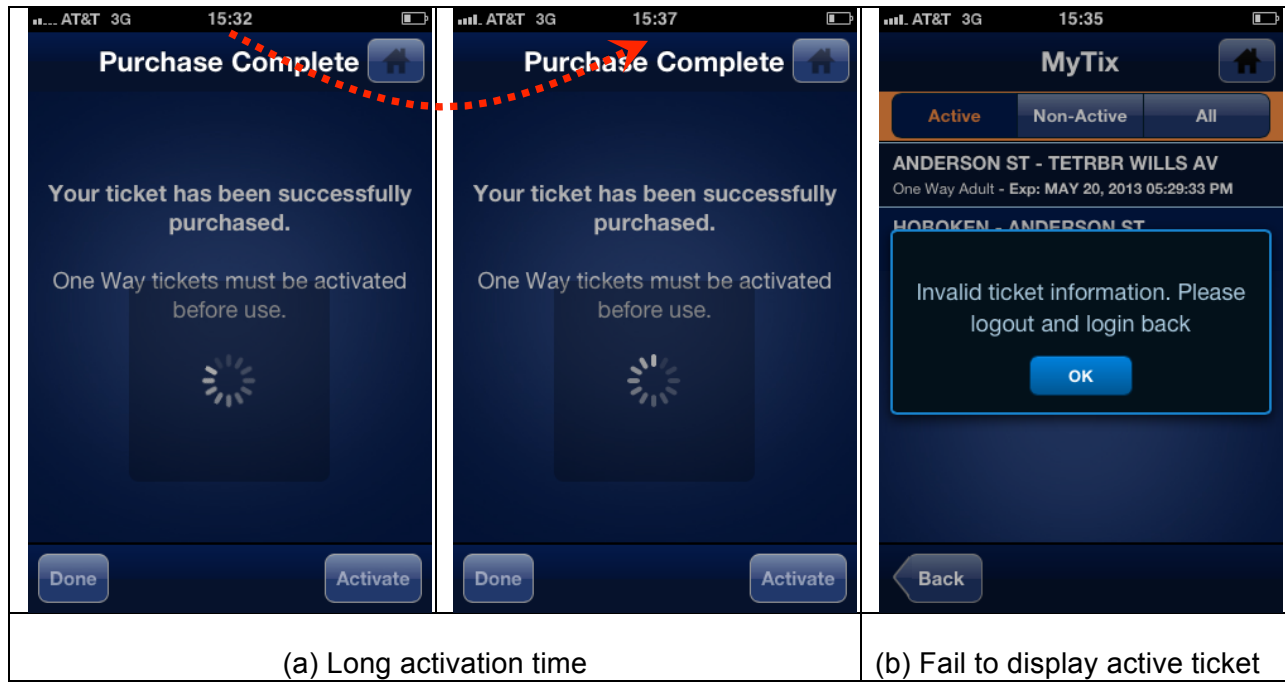 AT&T 3G 15:32
Purchase Complete
Your ticket has been successfully
purchased.
One Way tickets must be activated
before use.
Done Activate
AT&T 3G 15:37
Purchase Complete
Your ticket has been successfully
purchased.
One Way tickets must be activated
before use.
Done Activate
(a) Long activation time
AT&T 3G 15:35
MyTix
Active Non-Active All
ANDERSON ST - TETRBR WILLS AV
One Way Adult - Exp: MAY 20, 2013 05:29:33 PM
HOBOKEN - ANDERSON ST
Invalid ticket information. Please
logout and login back
OK
Back
(b) Fail to display active ticket